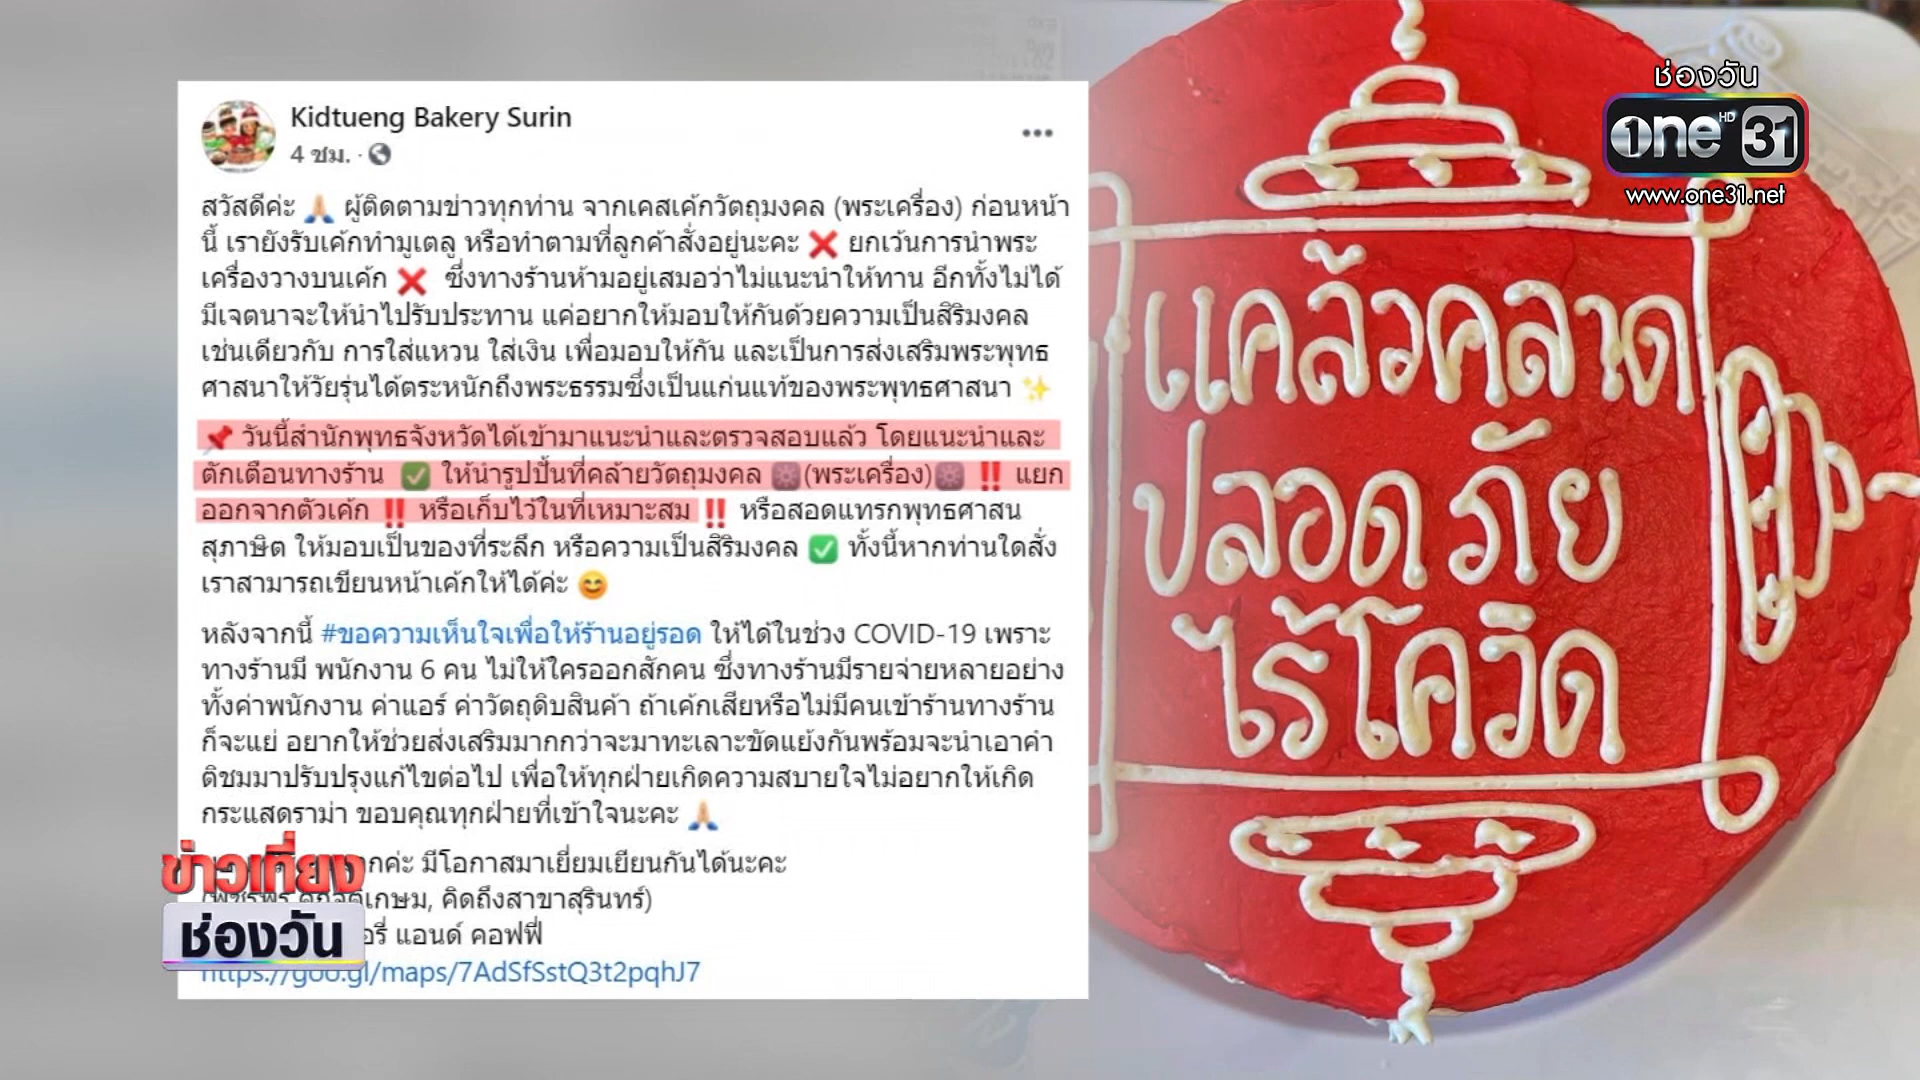 Kidtueng Bakery Surin
4 ชม. ·
สวัสดีค่ะ 🙏 ผู้ติดตามข่าวทุกท่าน จากเคสเค้กวัตถุมงคล (พระเครื่อง) ก่อนหน้า
นี้ เรายังรับเค้กทำมูเตลู หรือทำตามที่ลูกค้าสั่งอยู่นะคะ ❌ ยกเว้นการนำพระ
เครื่องวางบนเค้ก ❌ ซึ่งทางร้านห้ามอยู่เสมอว่าไม่แนะนำให้ทาน อีกทั้งไม่ได้
มีเจตนาจะให้นำไปรับประทาน แค่อยากให้มอบให้กันด้วยความเป็นสิริมงคล
เช่นเดียวกับ การใส่แหวน ใส่เงิน เพื่อมอบให้กัน และเป็นการส่งเสริมพระพุทธ
ศาสนาให้วัยรุ่นได้ตระหนักถึงพระธรรมซึ่งเป็นแก่นแท้ของพระพุทธศาสนา ✨
📌 วันนี้สำนักพุทธจังหวัดได้เข้ามาแนะนำและตรวจสอบแล้ว โดยแนะนำและ
ตักเตือนทางร้าน ✅ ให้นำรูปปั้นที่คล้ายวัตถุมงคล (พระเครื่อง) ‼️ แยก
ออกจากตัวเค้ก ‼️ หรือเก็บไว้ในที่เหมาะสม ‼️ หรือสอดแทรกพุทธศาสน
สุภาษิต ให้มอบเป็นของที่ระลึก หรือความเป็นสิริมงคล ✅ ทั้งนี้หากท่านใดสั่ง
เราสามารถเขียนหน้าเค้กให้ได้ค่ะ 😊
หลังจากนี้ #ขอความเห็นใจเพื่อให้ร้านอยู่รอด ให้ได้ในช่วง COVID-19 เพราะ
ทางร้านมี พนักงาน 6 คน ไม่ให้ใครออกสักคน ซึ่งทางร้านมีรายจ่ายหลายอย่าง
ทั้งค่าพนักงาน ค่าแอร์ ค่าวัตถุดิบสินค้า ถ้าเค้กเสียหรือไม่มีคนเข้าร้านทางร้าน
ก็จะแย่ อยากให้ช่วยส่งเสริมมากกว่าจะมาทะเลาะขัดแย้งกันพร้อมจะนำเอาคำ
ติชมมาปรับปรุงแก้ไขต่อไป เพื่อให้ทุกฝ่ายเกิดความสบายใจไม่อยากให้เกิด
กระแสดราม่า ขอบคุณทุกฝ่ายที่เข้าใจนะคะ 🙏
มีโอกาสมาเยี่ยมเยียนกันได้นะคะ
คิดถึงสาขาสุรินทร์)
แอนด์ คอฟฟี่
https://goo.gl/maps/7AdSfSstQ3t2pqhJ7
ข่าวเที่ยง
ช่องวัน
แคล้วคลาด
ปลอดภัย
ไร้โควิด
ช่องวัน
one HD 31
www.one31.net